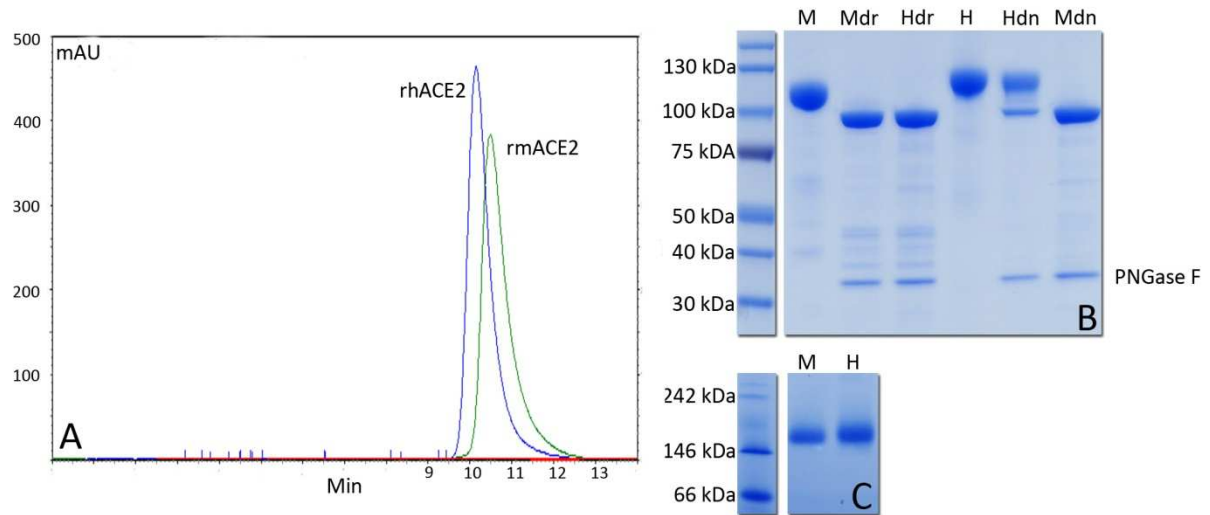 500
mAU
400
300
200
100
rhACE2
rmACE2
A
9 10 11 12 13
Min
M Mdr Hdr H Hdn Mdn
130 kDa
100 kDa
75 kDA
50 kDa
40 kDa
30 kDa
PNGase F
B
M H
242 kDa
146 kDa
66 kDa
C